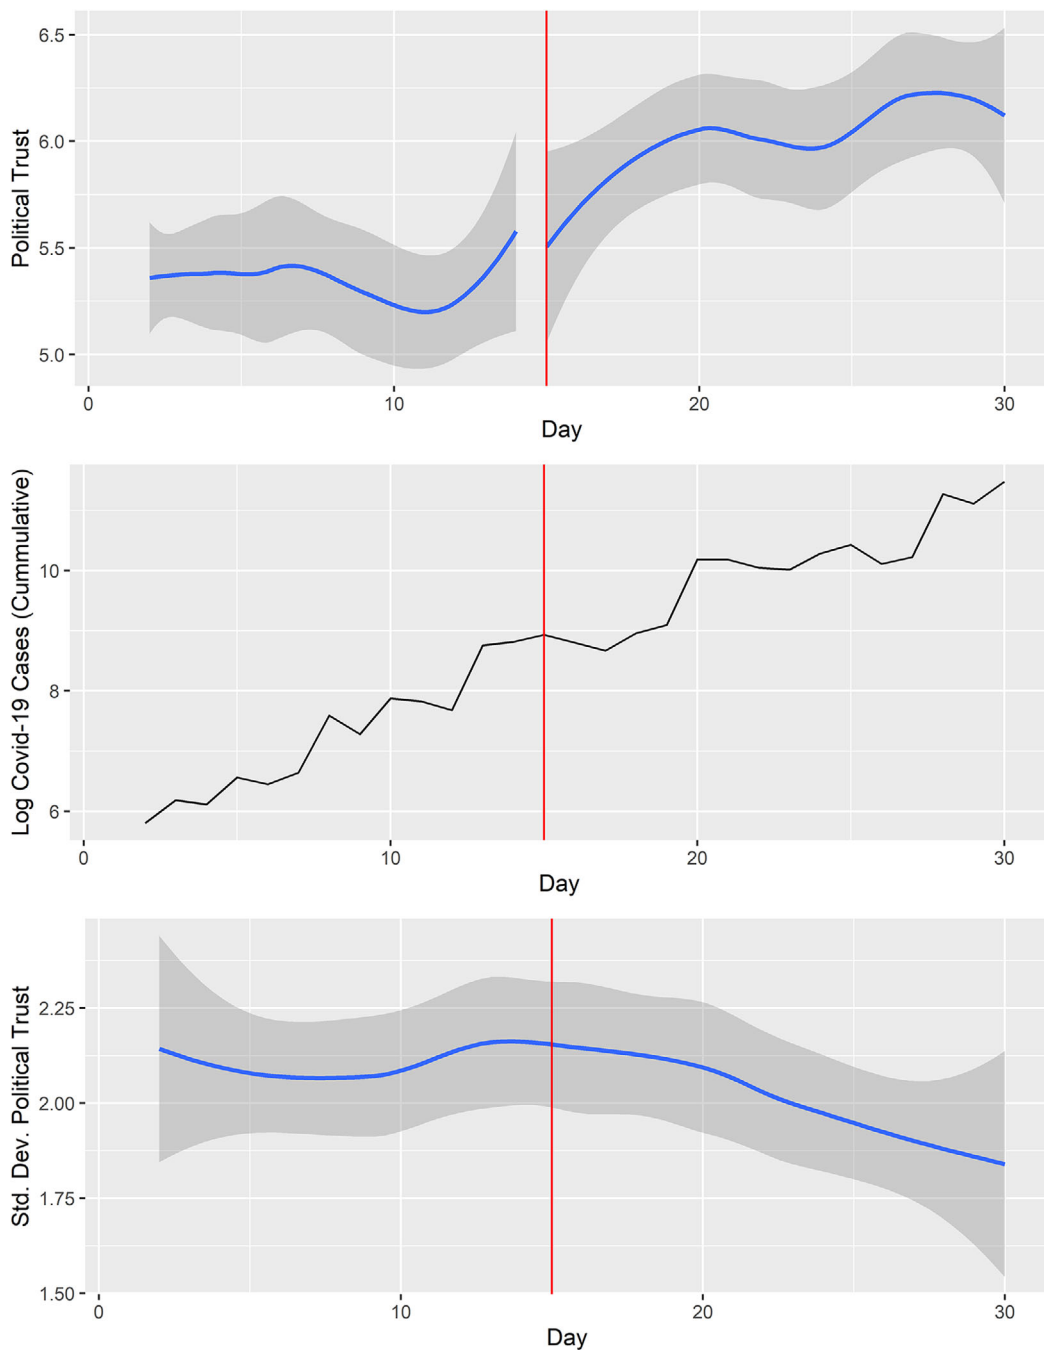 Political Trust
6.5
6.0
5.5
5.0
0 10 20 30
Day
Log Covid-19 Cases (Cummulative)
10
8
6
0 10 20 30
Day
Std. Dev. Political Trust
2.25
2.00
1.75
1.50
0 10 20 30
Day